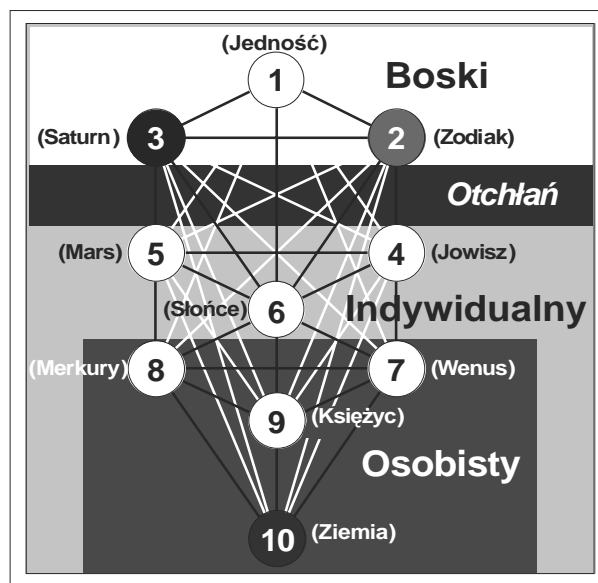 (Jedność)
1
Boski
(Saturn) 3 2 (Zodiak)
Otchłań
(Mars) 5 4 (Jowisz)
(Słońce) 6 Indywidualny
(Merkury) 8 7 (Wenus)
9 (Księżyc)
Osobisty
10 (Ziemia)